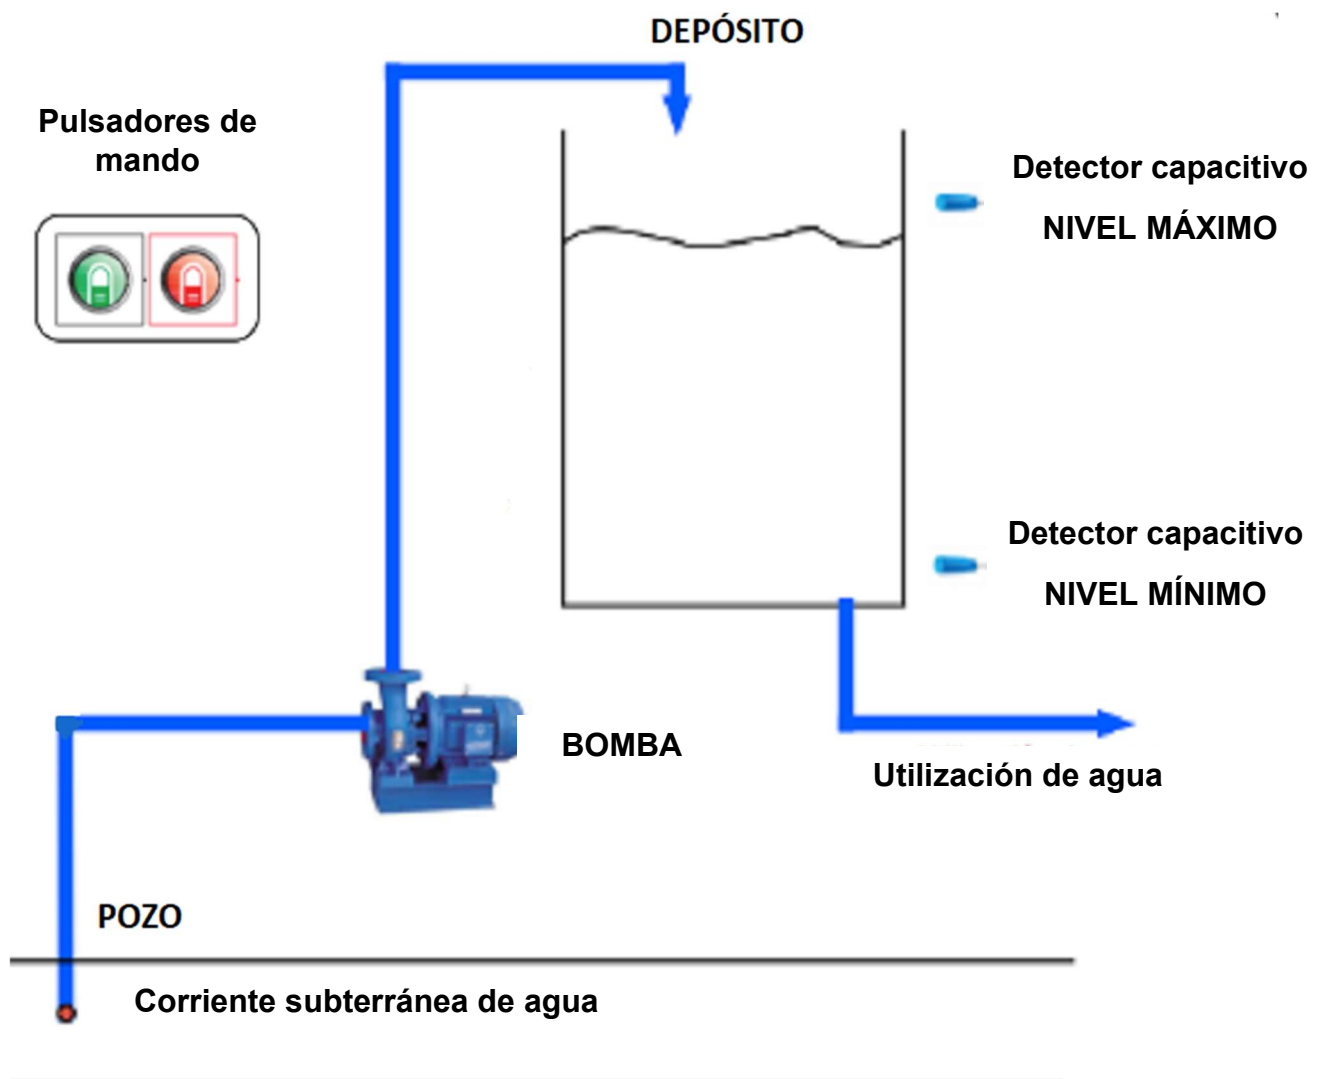 DEPÓSITO
Pulsadores de
mando
Detector capacitivo
NIVEL MÁXIMO
Detector capacitivo
NIVEL MÍNIMO
BOMBA
Utilización de agua
POZO
Corriente subterránea de agua